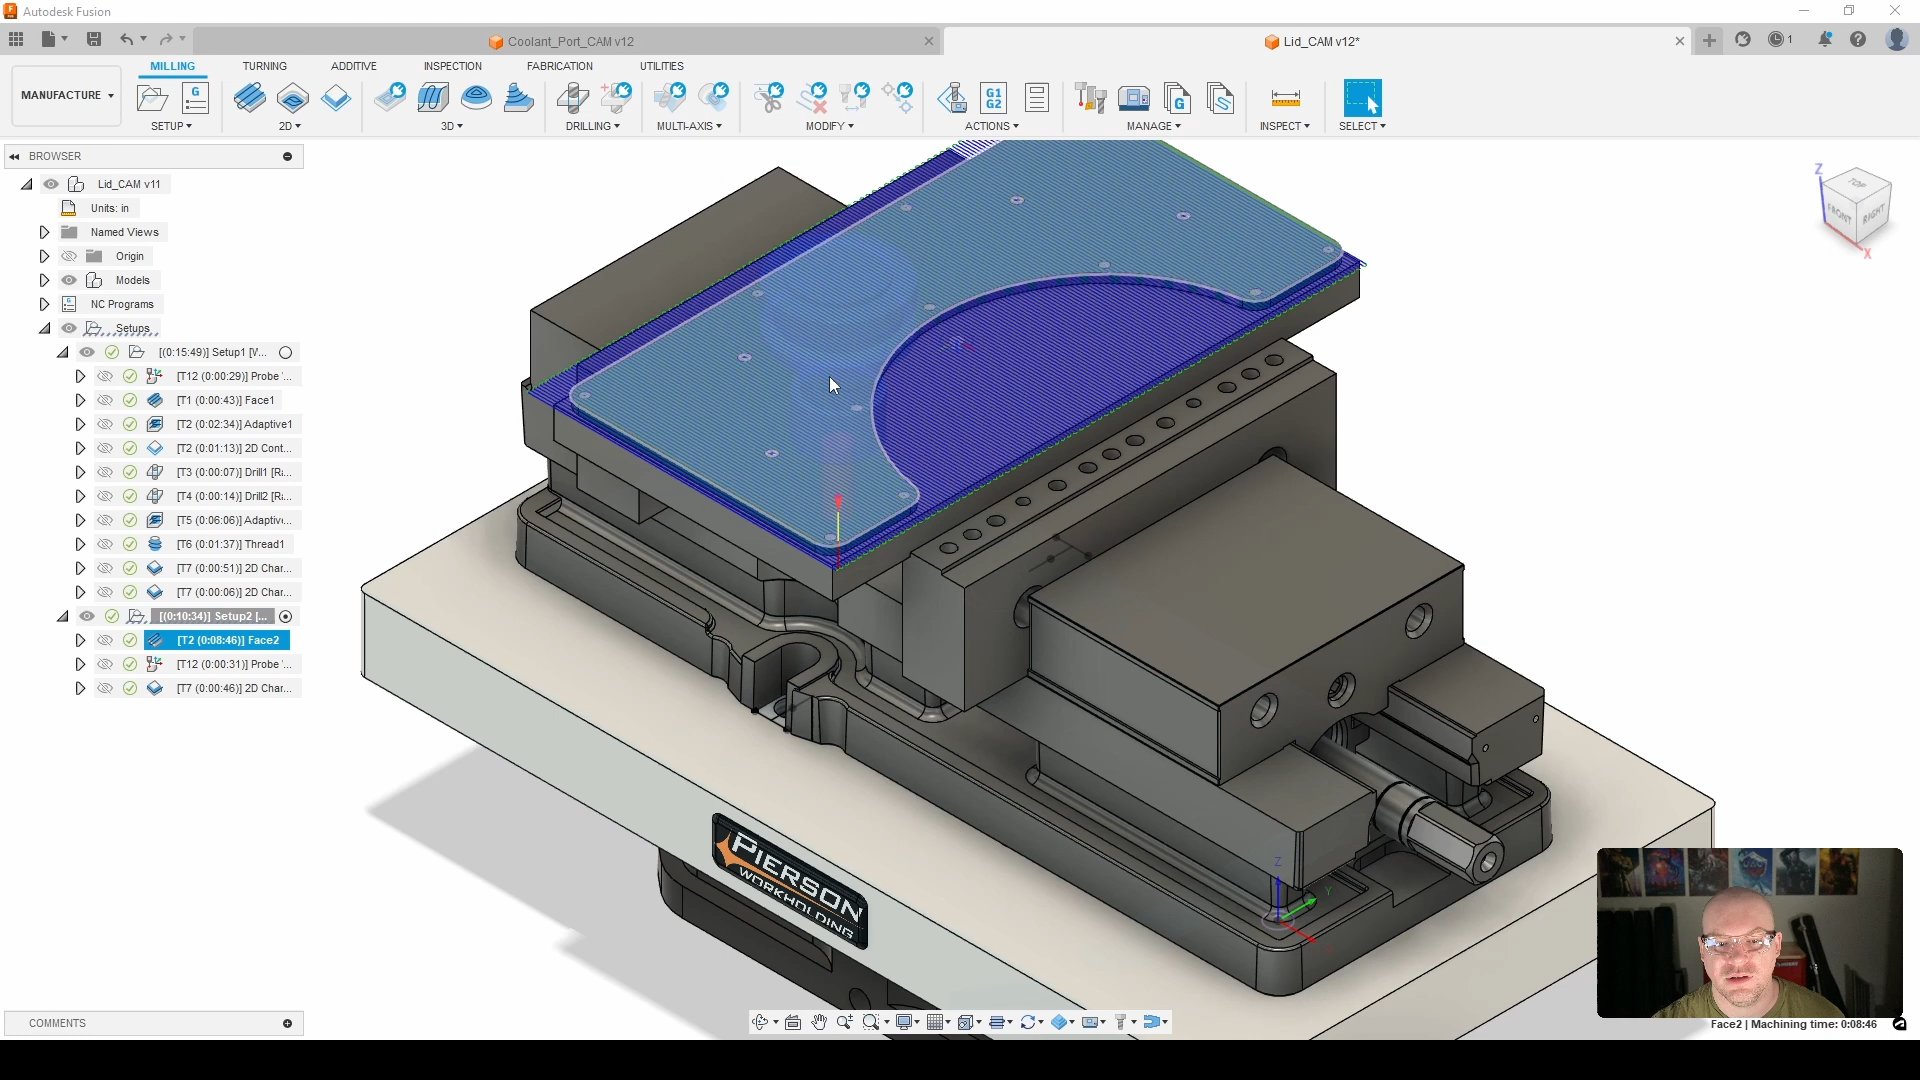 Autodesk Fusion
Coolant_Port_CAM v12
Lid_CAM v12*
1
MILLING
TURNING
ADDITIVE
INSPECTION
FABRICATION
UTILITIES
MANUFACTURE
G
G1
G2
G
SETUP
2D
3D
DRILLING
MULTI-AXIS
MODIFY
ACTIONS
MANAGE
INSPECT
SELECT
BROWSER
Lid_CAM v11
Units: in
Named Views
Origin
Models
NC Programs
Setups
[(0:15:49)] Setup1 [V...
[T12 (0:00:29)] Probe '...
[T1 (0:00:43)] Face1
[T2 (0:02:34)] Adaptive1
[T2 (0:01:13)] 2D Cont...
[T3 (0:00:07)] Drill1 [Ri...
[T4 (0:00:14)] Drill2 [Ri...
[T5 (0:06:06)] Adaptiv...
[T6 (0:01:37)] Thread1
[T7 (0:00:51)] 2D Char...
[T7 (0:00:06)] 2D Char...
[(0:10:34)] Setup2 [...
[T2 (0:08:46)] Face2
[T12 (0:00:31)] Probe '...
[T7 (0:00:46)] 2D Char...
Z
TOP
FRONT
RIGHT
X
PIERSON
WORKHOLDING
Z
Y
COMMENTS
Face2 | Machining time: 0:08:46